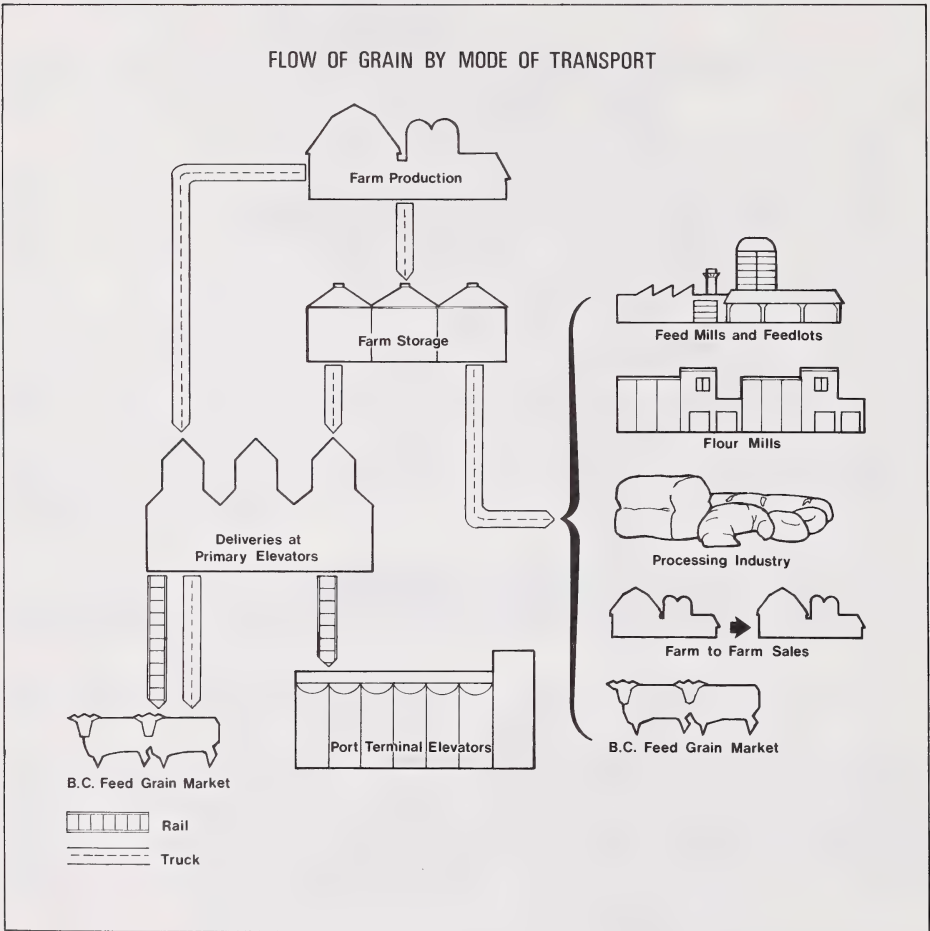 FLOW OF GRAIN BY MODE OF TRANSPORT
Farm Production
Farm Storage
Deliveries at
Primary Elevators
B.C. Feed Grain Market
Port Terminal Elevators
Feed Mills and Feedlots
Flour Mills
Processing Industry
Farm to Farm Sales
B.C. Feed Grain Market
Rail
Truck